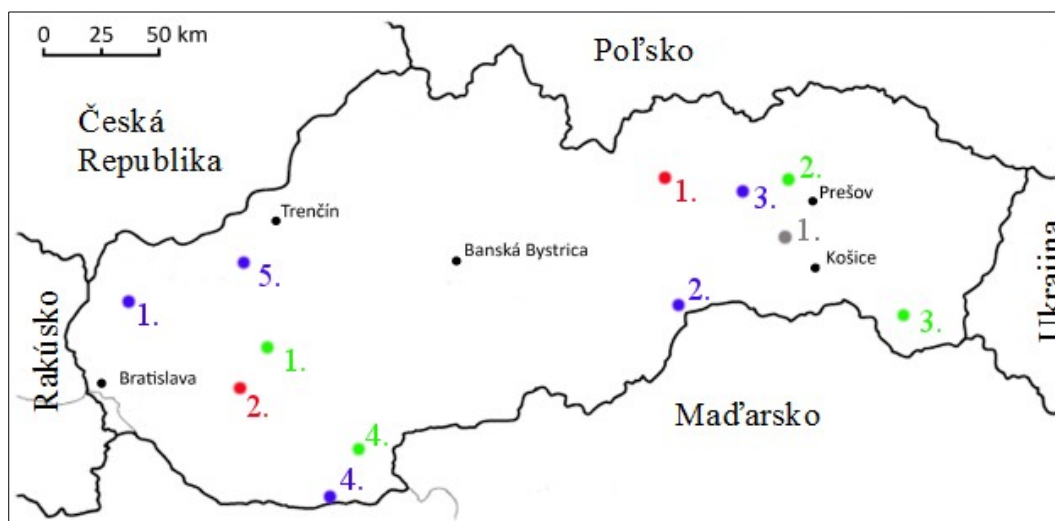 0 25 50 km
Poľsko
Česká
Republika
1.
3.
2.
Prešov
Trenčín
1.
Banská Bystrica
Košice
5.
1.
2.
3.
Ukrajina
Rakúsko
1.
Bratislava
2.
Maďarsko
4.
4.